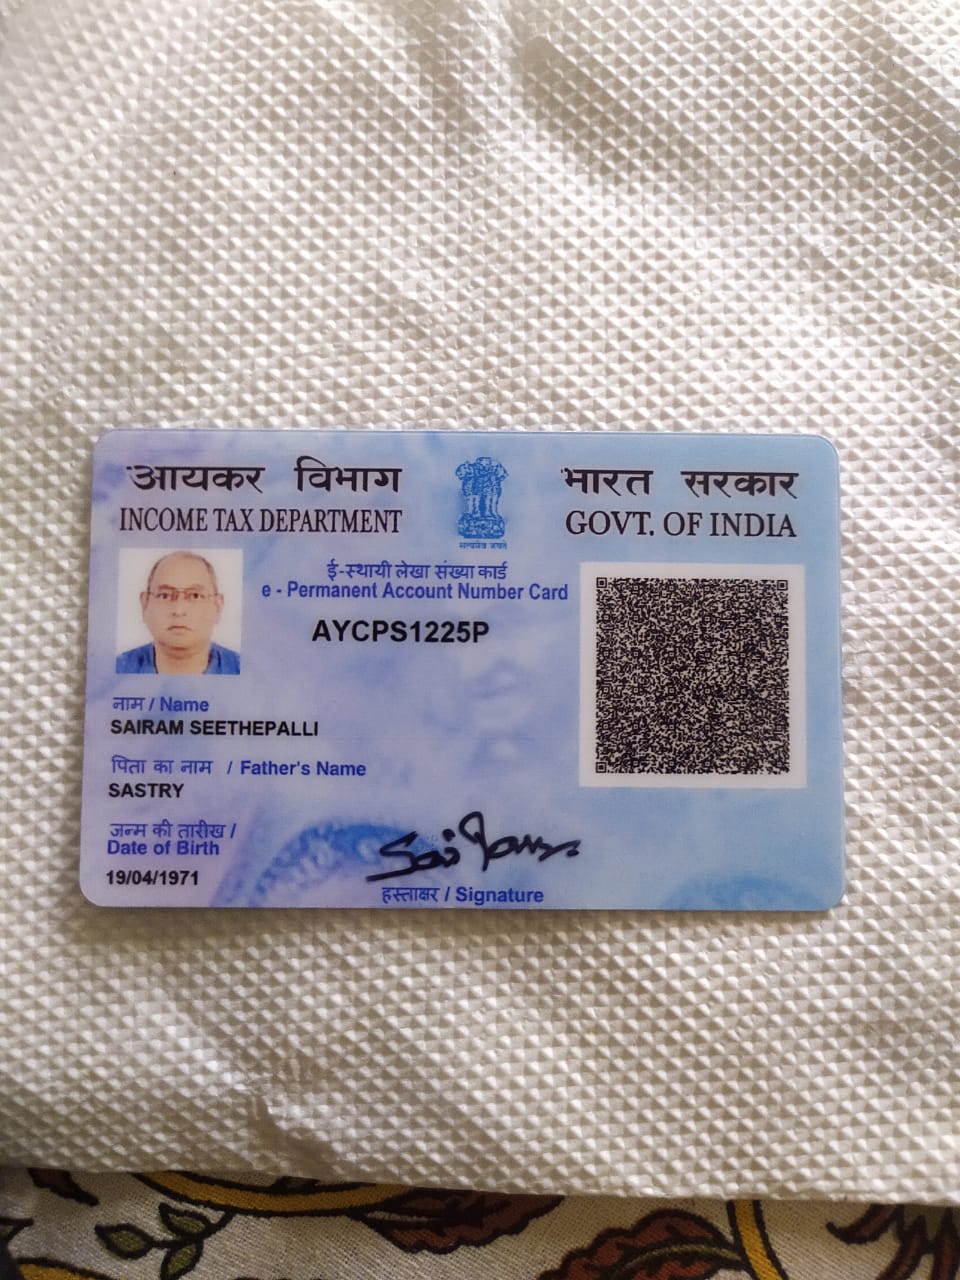 आयकर विभाग
INCOME TAX DEPARTMENT
सत्यमेव जयते
भारत सरकार
GOVT. OF INDIA
ई-स्थायी लेखा संख्या कार्ड
e - Permanent Account Number Card
AYCPS1225P
नाम / Name
SAIRAM SEETHEPALLI
पिता का नाम / Father's Name
SASTRY
जन्म की तारीख /
Date of Birth
19/04/1971
Sai Ram
हस्ताक्षर / Signature